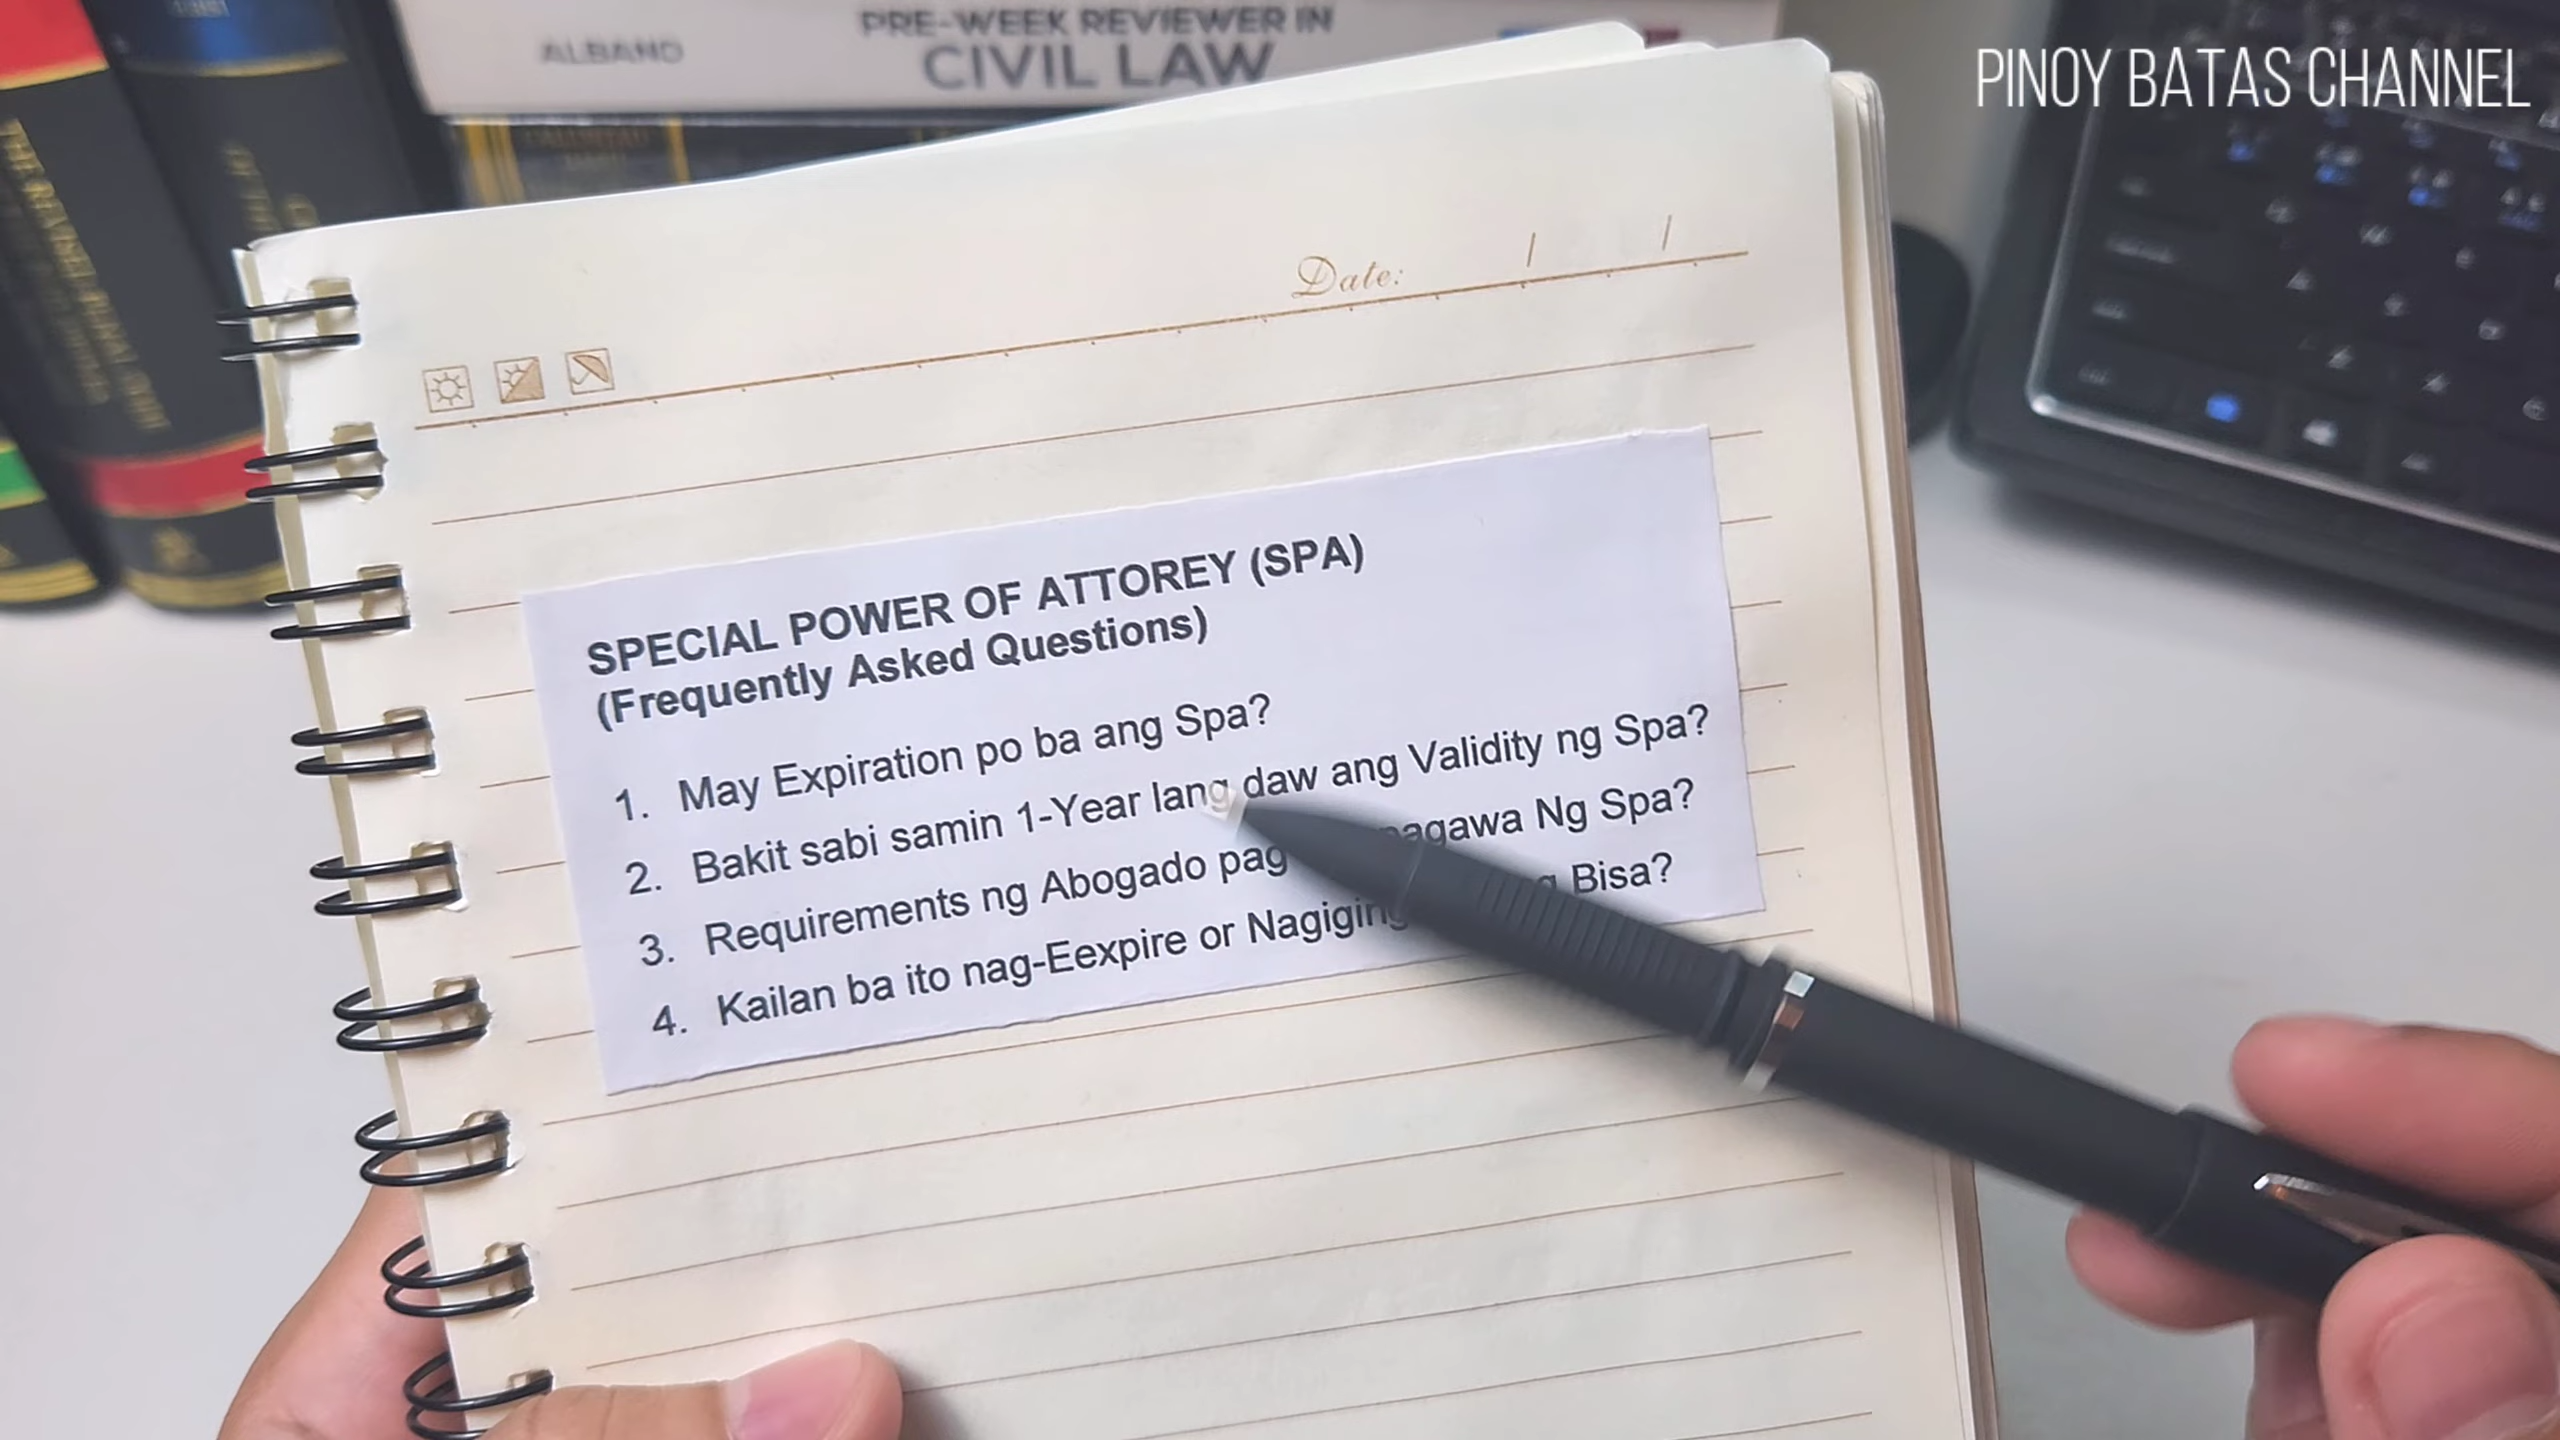 ALBANO
PRE-WEEK REVIEWER IN
CIVIL LAW
PINOY BATAS CHANNEL
Date: / /
SPECIAL POWER OF ATTOREY (SPA)
(Frequently Asked Questions)
1. May Expiration po ba ang Spa?
2. Bakit sabi samin 1-Year lang daw ang Validity ng Spa?
3. Requirements ng Abogado pag Ng Spa?
4. Kailan ba ito nag-Eexpire or Bisa?